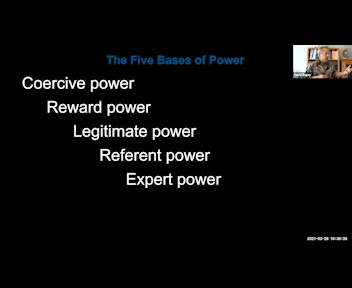 The Five Bases of Power
Coercive power
Reward power
Legitimate power
Referent power
Expert power